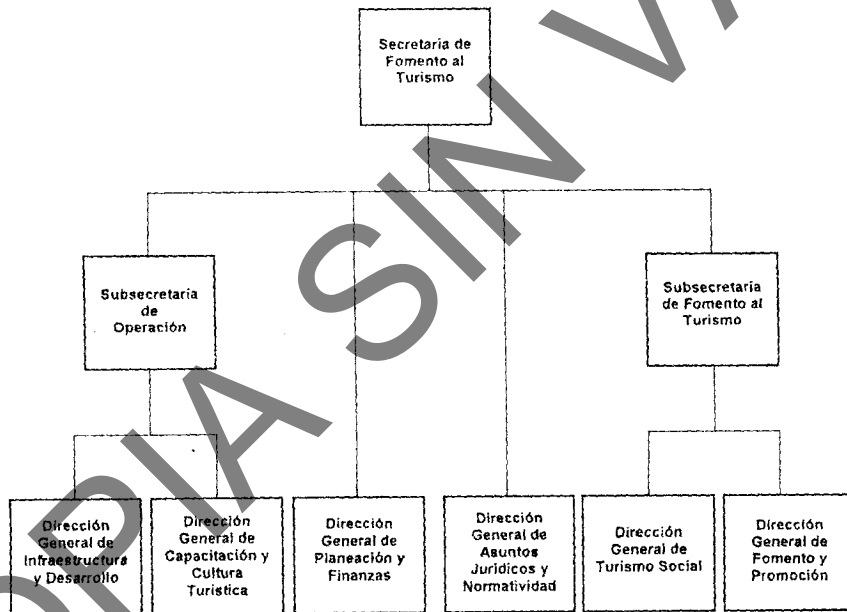 Secretaria de
Fomento al
Turismo
Subsecretaria
de
Operación
Subsecretaria
de Fomento al
Turismo
Dirección
General de
Infraestructura
y Desarrollo
Dirección
General de
Capacitación y
Cultura
Turistica
Dirección
General de
Planeación y
Finanzas
Dirección
General de
Asuntos
Jurídicos y
Normatividad
Dirección
General de
Turismo Social
Dirección
General de
Fomento y
Promoción
OPIA SIN VA